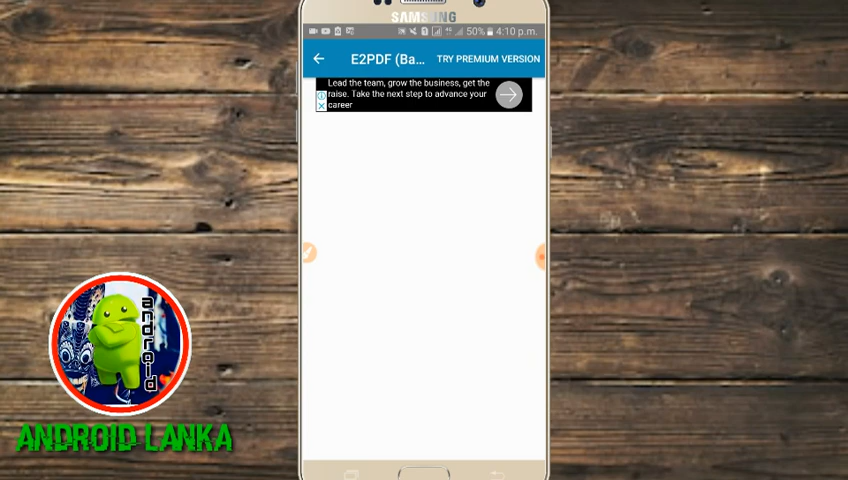 SAMSUNG
50% 4:10 p.m.
E2PDF (Ba... TRY PREMIUM VERSION
Lead the team, grow the business, get the
raise. Take the next step to advance your
career
android
ANDROID LANKA